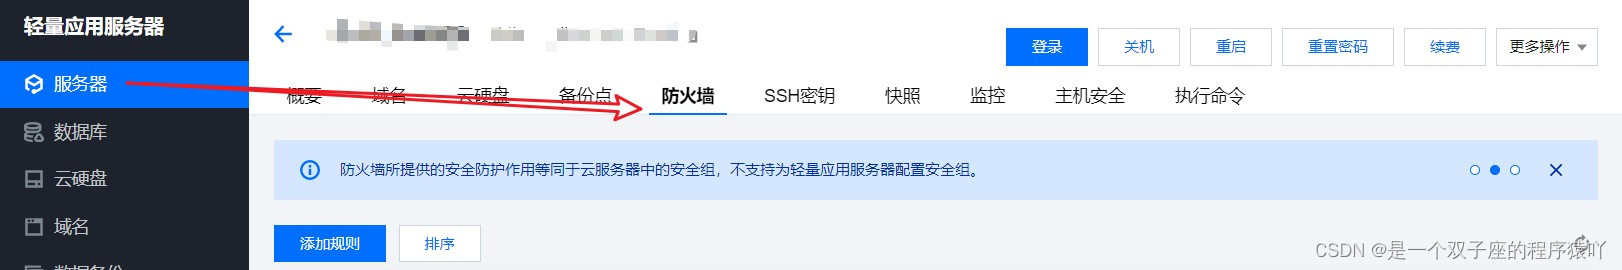 轻量应用服务器
服务器
数据库
云硬盘
域名
登录 关机 重启 重置密码 续费 更多操作
概要 域名 云硬盘 备份点 防火墙 SSH密钥 快照 监控 主机安全 执行命令
防火墙所提供的安全防护作用等同于云服务器中的安全组，不支持为轻量应用服务器配置安全组。
添加规则 排序
CSDN @是一个双子座的程序猿吖